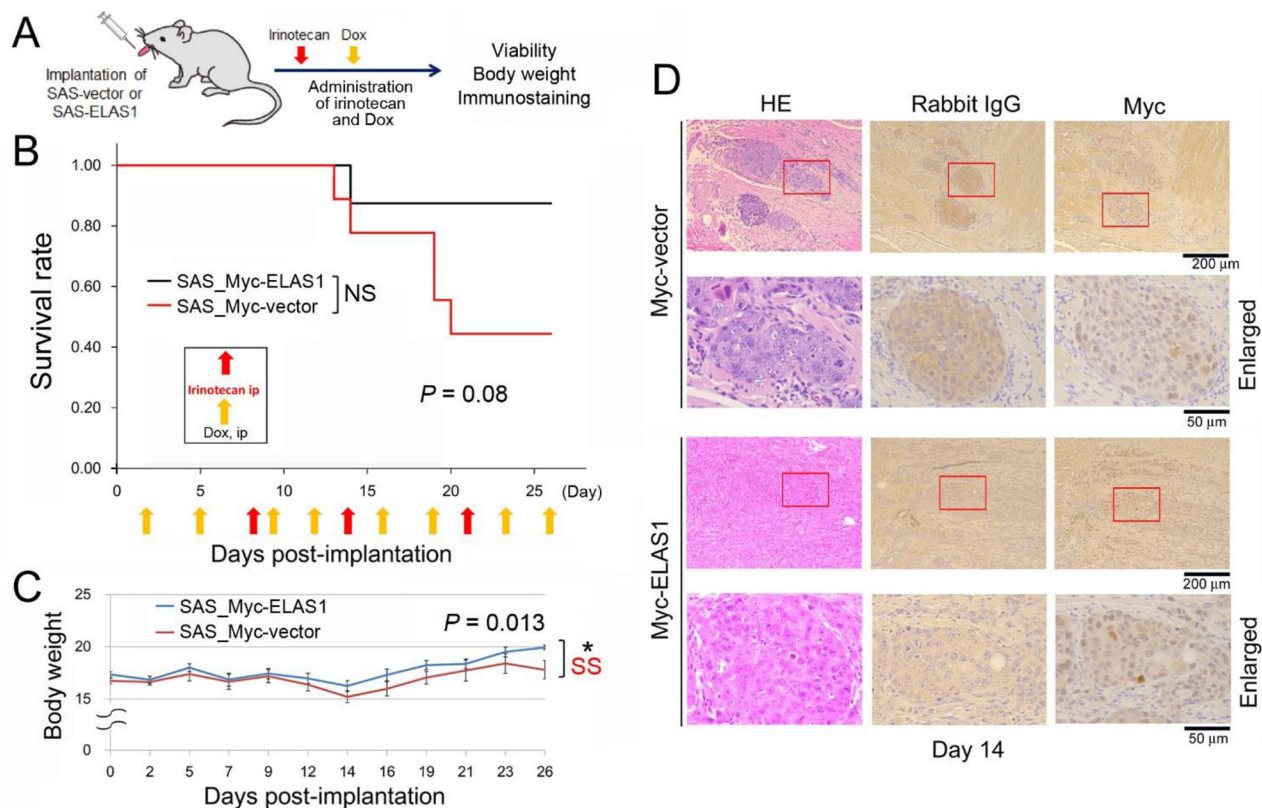 A
Implantation of
SAS-vector or
SAS-ELAS1
Irinotecan Dox
Administration
of irinotecan
and Dox
Viability
Body weight
Immunostaining
B
Survival rate
1.00
0.80
0.60
0.40
0.20
0.00
SAS_Myc-ELAS1
SAS_Myc-vector
NS
Irinotecan ip
Dox, ip
P = 0.08
0 5 10 15 20 25 (Day)
Days post-implantation
C
Body weight
25
20
15
0
SAS_Myc-ELAS1
SAS_Myc-vector
P = 0.013
*
SS
0 2 5 7 9 12 14 16 19 21 23 26
Days post-implantation
D
HE Rabbit IgG Myc
Myc-vector
200 μm
Enlarged
50 μm
Myc-ELAS1
200 μm
Enlarged
50 μm
Day 14